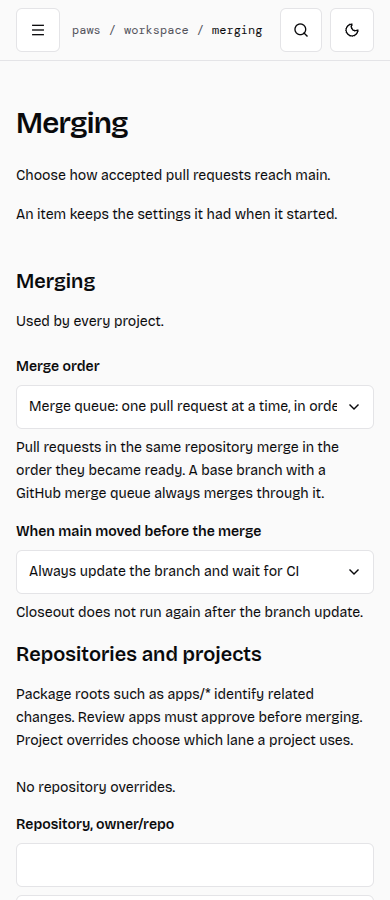 paws / workspace / merging
Merging
Choose how accepted pull requests reach main.
An item keeps the settings it had when it started.
Merging
Used by every project.
Merge order
Merge queue: one pull request at a time, in orde
Pull requests in the same repository merge in the
order they became ready. A base branch with a
GitHub merge queue always merges through it.
When main moved before the merge
Always update the branch and wait for CI
Closeout does not run again after the branch update.
Repositories and projects
Package roots such as apps/* identify related
changes. Review apps must approve before merging.
Project overrides choose which lane a project uses.
No repository overrides.
Repository, owner/repo